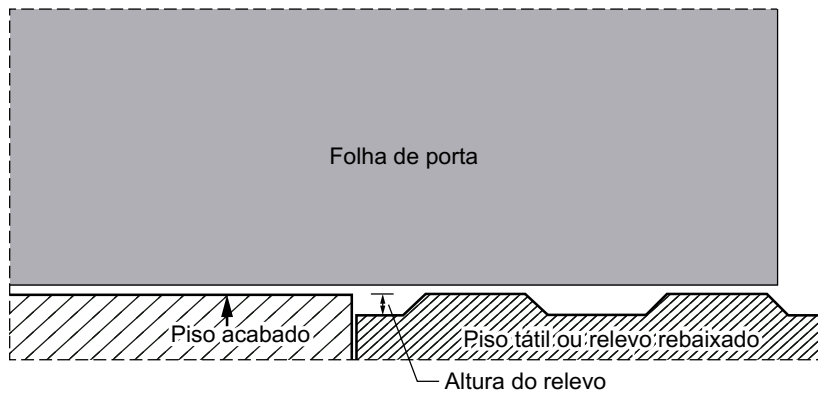 Folha de porta
Piso acabado
Piso tátil ou relevo rebaixado
Altura do relevo